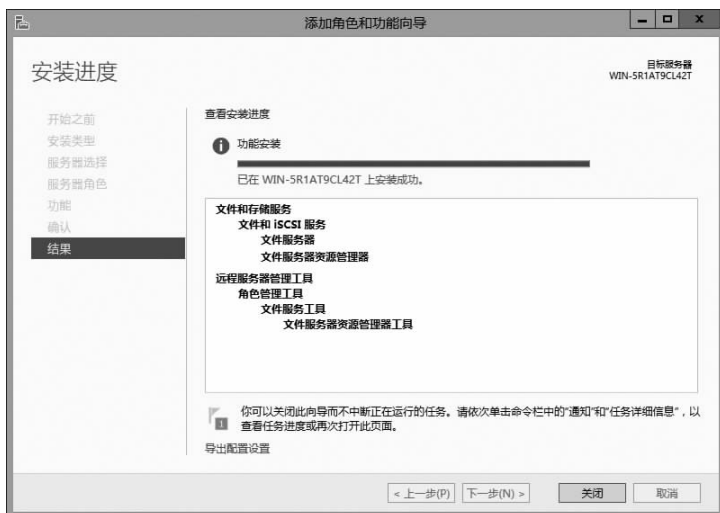 添加角色和功能向导
安装进度
目标服务器
WIN-5R1AT9CL42T
开始之前
安装类型
服务器选择
服务器角色
功能
确认
结果
查看安装进度
功能安装
已在 WIN-5R1AT9CL42T 上安装成功。
文件和存储服务
文件和 iSCSI 服务
文件服务器
文件服务器资源管理器
远程服务器管理工具
角色管理工具
文件服务工具
文件服务器资源管理器工具
1
你可以关闭此向导而不中断正在运行的任务。请依次单击命令栏中的"通知"和"任务详细信息"，以
查看任务进度或再次打开此页面。
导出配置设置
< 上一步(P)
下一步(N) >
关闭
取消